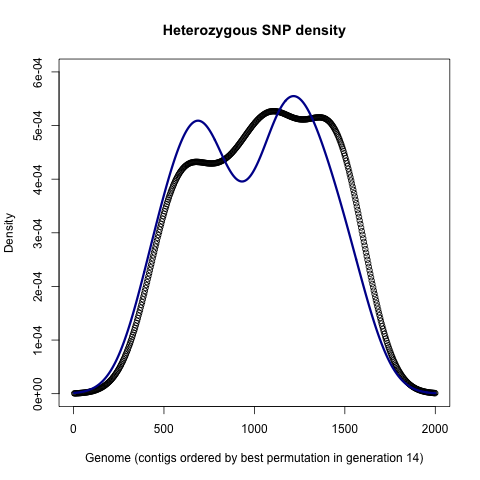 Heterozygous SNP density
6e-04
5e-04
4e-04
3e-04
2e-04
1e-04
0e+00
Density
0 500 1000 1500 2000
Genome (contigs ordered by best permutation in generation 14)